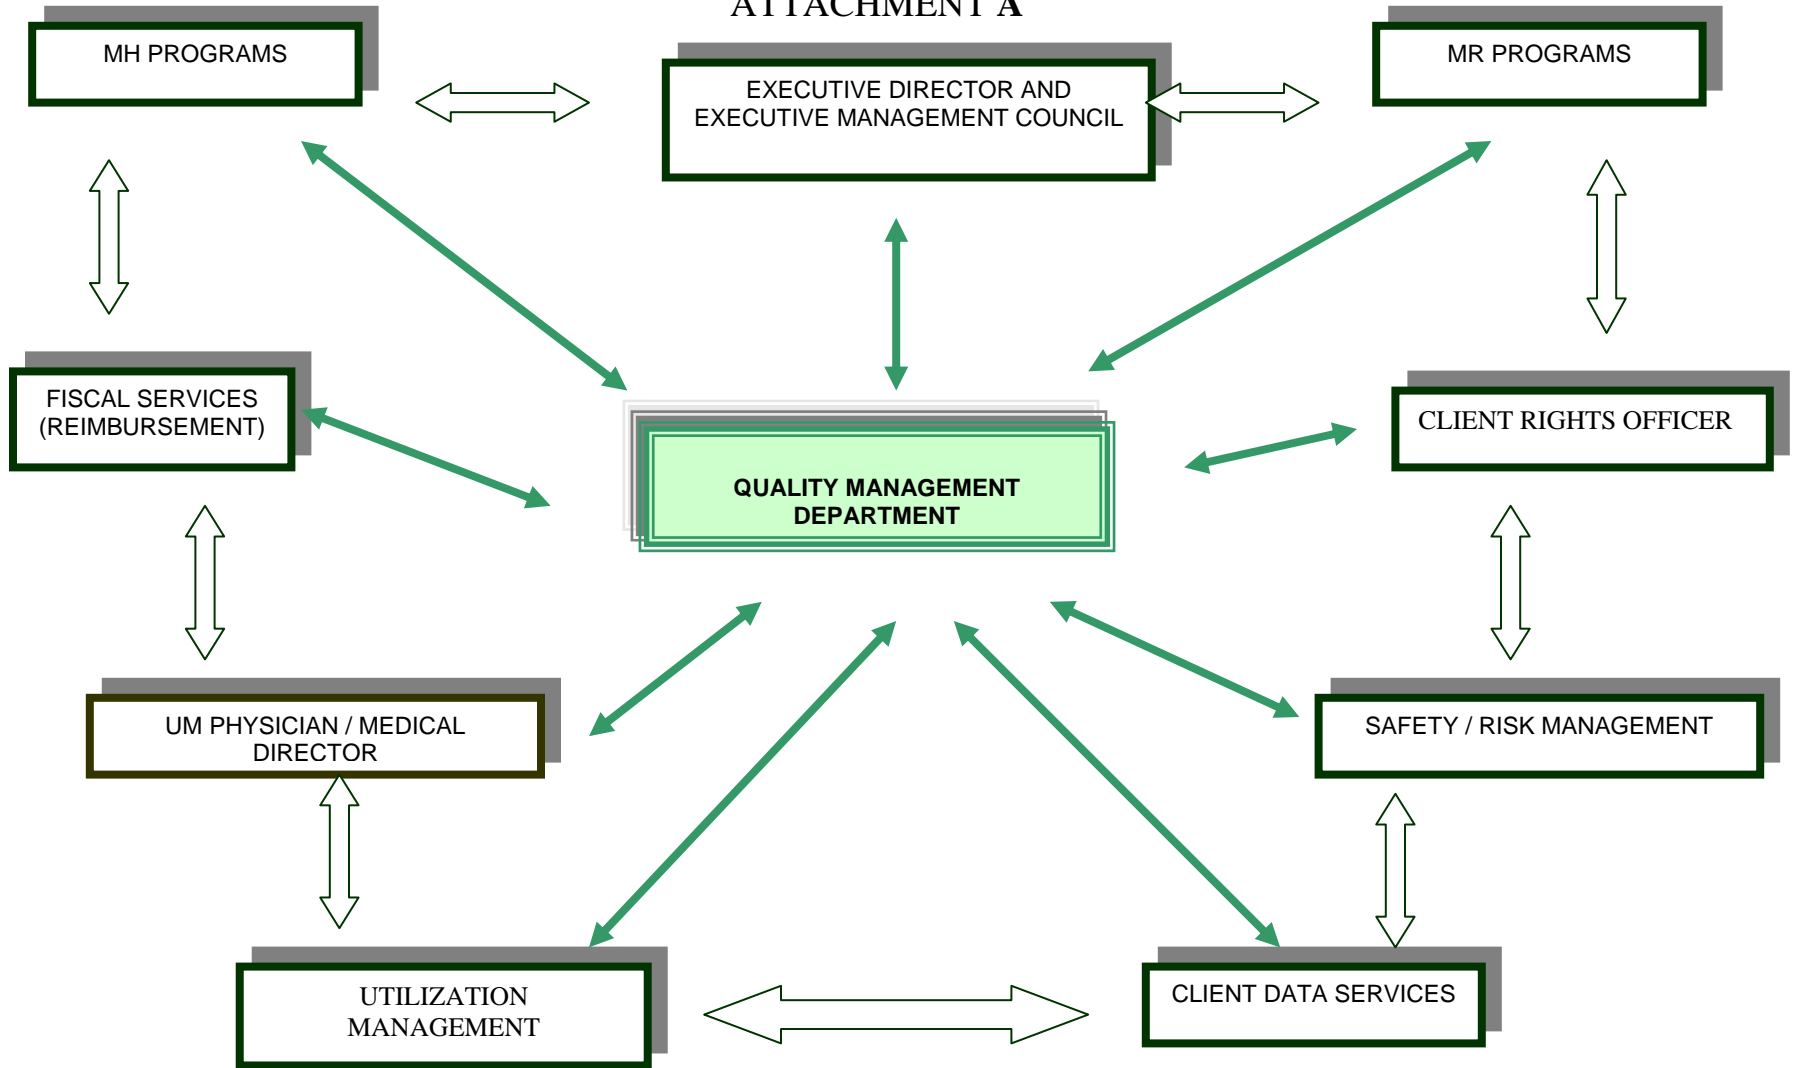 ATTACHMENT A
MH PROGRAMS
EXECUTIVE DIRECTOR AND
EXECUTIVE MANAGEMENT COUNCIL
MR PROGRAMS
FISCAL SERVICES
(REIMBURSEMENT)
CLIENT RIGHTS OFFICER
QUALITY MANAGEMENT
DEPARTMENT
UM PHYSICIAN / MEDICAL
DIRECTOR
SAFETY / RISK MANAGEMENT
UTILIZATION
MANAGEMENT
CLIENT DATA SERVICES